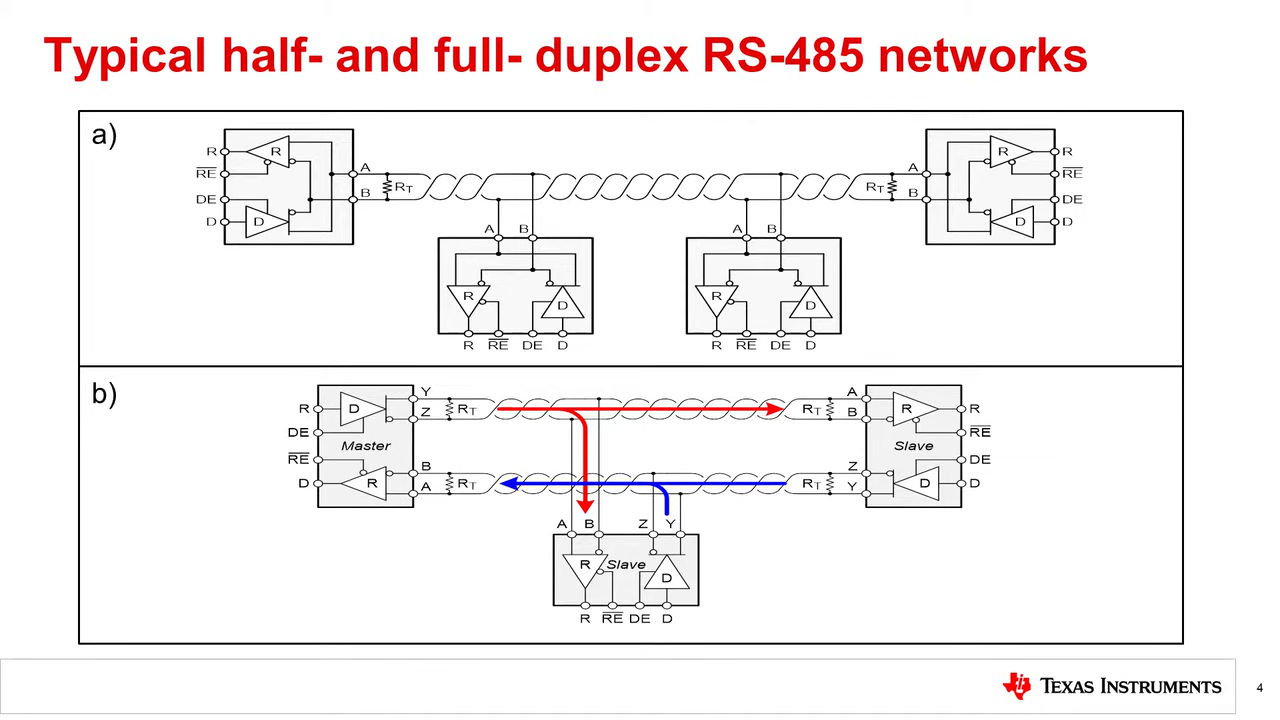 Typical half- and full- duplex RS-485 networks
a)
R
R
RE
DE
D
D
A
B
RT
RT
A
B
R
R
RE
DE
D
D
A B
R
D
R RE DE D
A B
R
D
R RE DE D
b)
R
DE
RE
D
D
Master
R
Y
Z
RT
B
A
RT
RT
A
B
RT
Z
Y
R
Slave
D
R
RE
DE
D
A B Z Y
R Slave
D
R RE DE D
TEXAS INSTRUMENTS
4